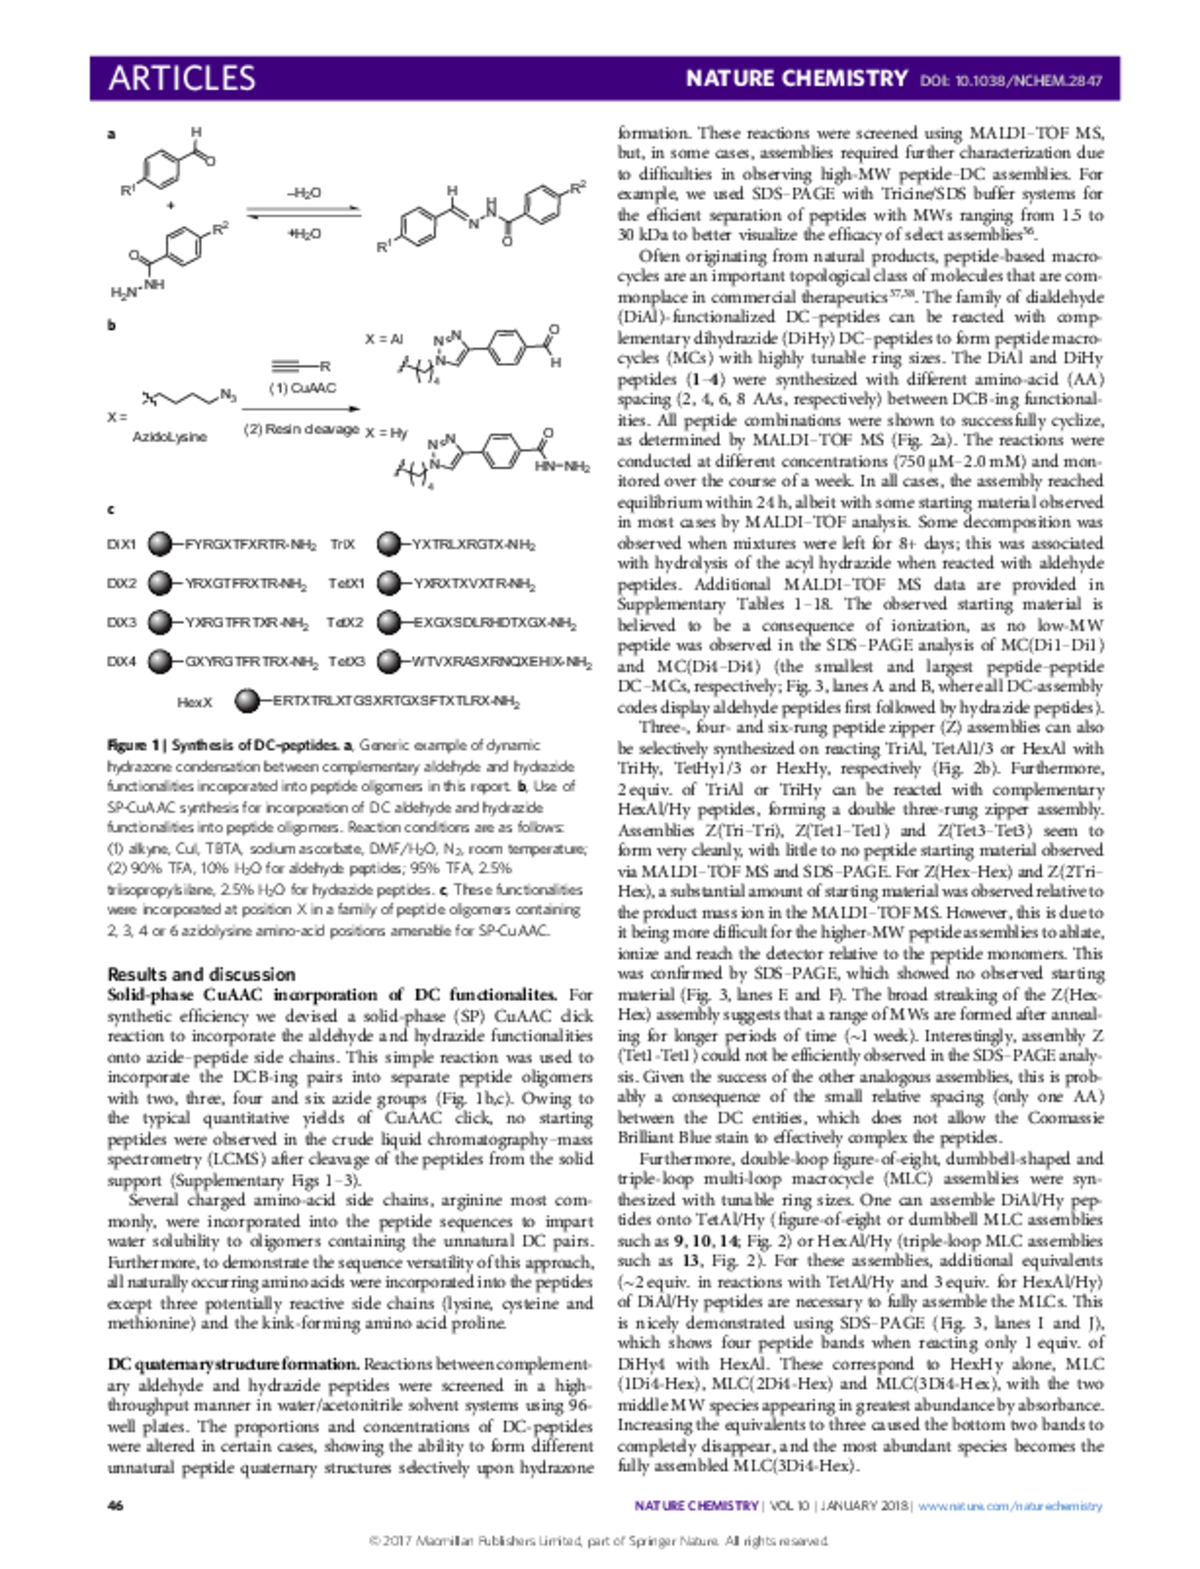 ARTICLES
NATURE CHEMISTRY DOI: 10.1038/NCHEM.2847
a
H
O
R¹
+
R²
O
NH
H₂N
–H₂O
+H₂O
H
N
H
N
O
R¹
R²
b
X =
N₃
AzidoLysine
R
(1) CuAAC
(2) Resin cleavage
X = Al
N=N
N
4
O
H
X = Hy
N=N
N
4
O
HN–NH₂
c
DiX1 FYRGXTFXRTR-NH₂ TriX YXTRLXRGTX-NH₂
DiX2 YRXGTFRXTR-NH₂ TetX1 YXRXTXVXTR-NH₂
DiX3 YXRGTFRTXR-NH₂ TetX2 EXGXSDLRHDTXGX-NH₂
DiX4 GXYRGTFRTRX-NH₂ TetX3 WTVXRASXRNQXEHIX-NH₂
HexX ERTXTRLXTGSXRTGXSFTXTLRX-NH₂
Figure 1 | Synthesis of DC–peptides. a, Generic example of dynamic
hydrazone condensation between complementary aldehyde and hydrazide
functionalities incorporated into peptide oligomers in this report. b, Use of
SP-CuAAC synthesis for incorporation of DC aldehyde and hydrazide
functionalities into peptide oligomers. Reaction conditions are as follows:
(1) alkyne, CuI, TBTA, sodium ascorbate, DMF/H₂O, N₂, room temperature;
(2) 90% TFA, 10% H₂O for aldehyde peptides; 95% TFA, 2.5%
triisopropylsilane, 2.5% H₂O for hydrazide peptides. c, These functionalities
were incorporated at position X in a family of peptide oligomers containing
2, 3, 4 or 6 azidolysine amino-acid positions amenable for SP-CuAAC.
Results and discussion
Solid-phase CuAAC incorporation of DC functionalites. For
synthetic efficiency we devised a solid-phase (SP) CuAAC click
reaction to incorporate the aldehyde and hydrazide functionalities
onto azide–peptide side chains. This simple reaction was used to
incorporate the DCB-ing pairs into separate peptide oligomers
with two, three, four and six azide groups (Fig. 1b,c). Owing to
the typical quantitative yields of CuAAC click, no starting
peptides were observed in the crude liquid chromatography–mass
spectrometry (LCMS) after cleavage of the peptides from the solid
support (Supplementary Figs 1–3).
Several charged amino-acid side chains, arginine most com-
monly, were incorporated into the peptide sequences to impart
water solubility to oligomers containing the unnatural DC pairs.
Furthermore, to demonstrate the sequence versatility of this approach,
all naturally occurring amino acids were incorporated into the peptides
except three potentially reactive side chains (lysine, cysteine and
methionine) and the kink-forming amino acid proline.
DC quaternary structure formation. Reactions between complement-
ary aldehyde and hydrazide peptides were screened in a high-
throughput manner in water/acetonitrile solvent systems using 96-
well plates. The proportions and concentrations of DC-peptides
were altered in certain cases, showing the ability to form different
unnatural peptide quaternary structures selectively upon hydrazone
formation. These reactions were screened using MALDI–TOF MS,
but, in some cases, assemblies required further characterization due
to difficulties in observing high-MW peptide–DC assemblies. For
example, we used SDS–PAGE with Tricine/SDS buffer systems for
the efficient separation of peptides with MWs ranging from 1.5 to
30 kDa to better visualize the efficacy of select assemblies⁵⁶.
Often originating from natural products, peptide-based macro-
cycles are an important topological class of molecules that are com-
monplace in commercial therapeutics⁵⁷,⁵⁸. The family of dialdehyde
(DiAl)-functionalized DC–peptides can be reacted with comp-
lementary dihydrazide (DiHy) DC–peptides to form peptide macro-
cycles (MCs) with highly tunable ring sizes. The DiAl and DiHy
peptides (1–4) were synthesized with different amino-acid (AA)
spacing (2, 4, 6, 8 AAs, respectively) between DCB-ing functional-
ities. All peptide combinations were shown to successfully cyclize,
as determined by MALDI–TOF MS (Fig. 2a). The reactions were
conducted at different concentrations (750 μM–2.0 mM) and mon-
itored over the course of a week. In all cases, the assembly reached
equilibrium within 24 h, albeit with some starting material observed
in most cases by MALDI–TOF analysis. Some decomposition was
observed when mixtures were left for 8+ days; this was associated
with hydrolysis of the acyl hydrazide when reacted with aldehyde
peptides. Additional MALDI–TOF MS data are provided in
Supplementary Tables 1–18. The observed starting material is
believed to be a consequence of ionization, as no low-MW
peptide was observed in the SDS–PAGE analysis of MC(Di1–Di1)
and MC(Di4–Di4) (the smallest and largest peptide–peptide
DC–MCs, respectively; Fig. 3, lanes A and B, where all DC-assembly
codes display aldehyde peptides first followed by hydrazide peptides).
Three-, four- and six-rung peptide zipper (Z) assemblies can also
be selectively synthesized on reacting TriAl, TetAl1/3 or HexAl with
TriHy, TetHy1/3 or HexHy, respectively (Fig. 2b). Furthermore,
2 equiv. of TriAl or TriHy can be reacted with complementary
HexAl/Hy peptides, forming a double three-rung zipper assembly.
Assemblies Z(Tri–Tri), Z(Tet1–Tet1) and Z(Tet3–Tet3) seem to
form very cleanly, with little to no peptide starting material observed
via MALDI–TOF MS and SDS–PAGE. For Z(Hex–Hex) and Z(2Tri–
Hex), a substantial amount of starting material was observed relative to
the product mass ion in the MALDI–TOF MS. However, this is due to
it being more difficult for the higher-MW peptide assemblies to ablate,
ionize and reach the detector relative to the peptide monomers. This
was confirmed by SDS–PAGE, which showed no observed starting
material (Fig. 3, lanes E and F). The broad streaking of the Z(Hex-
Hex) assembly suggests that a range of MWs are formed after anneal-
ing for longer periods of time (~1 week). Interestingly, assembly Z
(Tet1-Tet1) could not be efficiently observed in the SDS–PAGE analy-
sis. Given the success of the other analogous assemblies, this is prob-
ably a consequence of the small relative spacing (only one AA)
between the DC entities, which does not allow the Coomassie
Brilliant Blue stain to effectively complex the peptides.
Furthermore, double-loop figure-of-eight, dumbbell-shaped and
triple-loop multi-loop macrocycle (MLC) assemblies were syn-
thesized with tunable ring sizes. One can assemble DiAl/Hy pep-
tides onto TetAl/Hy (figure-of-eight or dumbbell MLC assemblies
such as 9, 10, 14; Fig. 2) or HexAl/Hy (triple-loop MLC assemblies
such as 13, Fig. 2). For these assemblies, additional equivalents
(~2 equiv. in reactions with TetAl/Hy and 3 equiv. for HexAl/Hy)
of DiAl/Hy peptides are necessary to fully assemble the MLCs. This
is nicely demonstrated using SDS–PAGE (Fig. 3, lanes I and J),
which shows four peptide bands when reacting only 1 equiv. of
DiHy4 with HexAl. These correspond to HexHy alone, MLC
(1Di4-Hex), MLC(2Di4-Hex) and MLC(3Di4-Hex), with the two
middle MW species appearing in greatest abundance by absorbance.
Increasing the equivalents to three caused the bottom two bands to
completely disappear, and the most abundant species becomes the
fully assembled MLC(3Di4-Hex).
46
NATURE CHEMISTRY | VOL 10 | JANUARY 2018 | www.nature.com/naturechemistry
© 2017 Macmillan Publishers Limited, part of Springer Nature. All rights reserved.